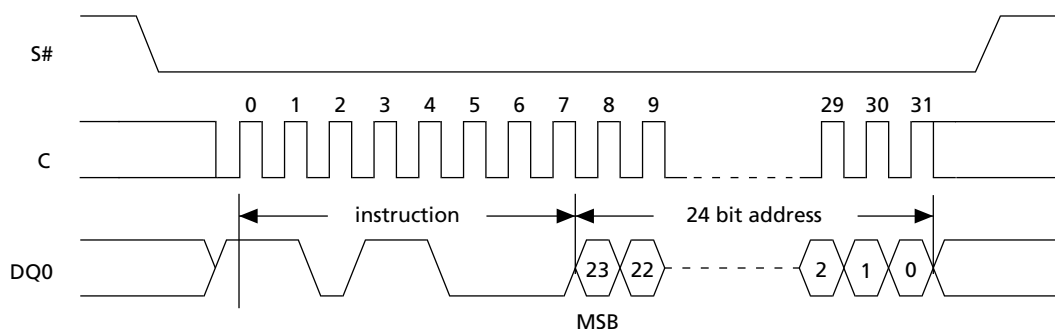 S#
0 1 2 3 4 5 6 7 8 9 29 30 31
C
instruction 24 bit address
DQ0 23 22 2 1 0
MSB